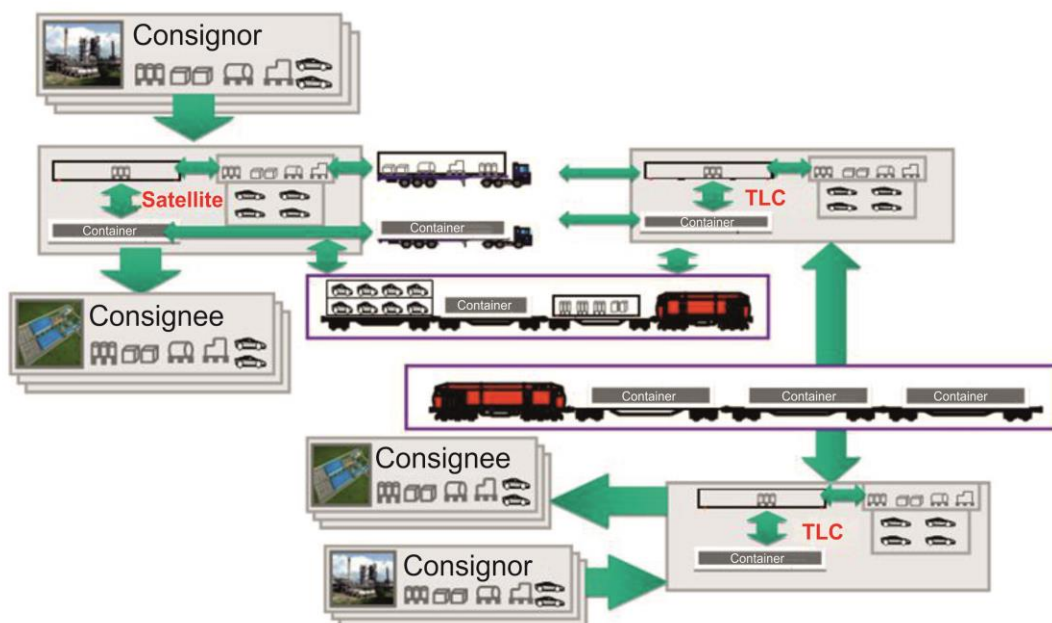 Consignor
Satellite
Container
Container
TLC
Container
Consignee
Container
Container
Container
Container
Consignee
TLC
Container
Consignor